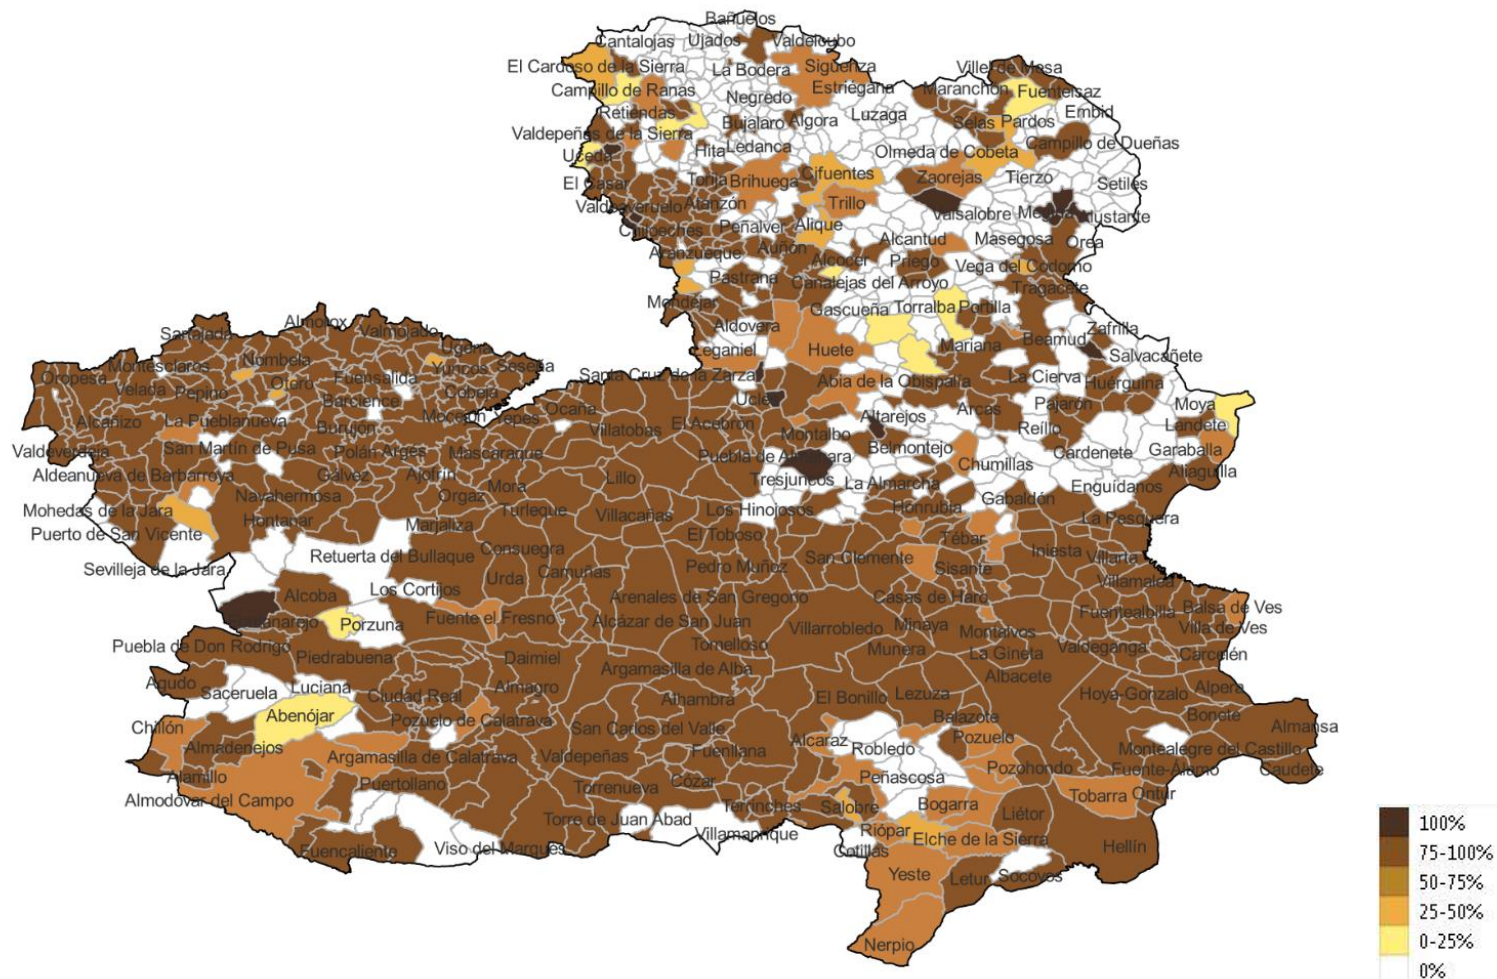 Bañuelos
Cantalojas
Ujados
Valdelcubo
El Cardoso de la Sierra
La Bodera
Sigüenza
Villel de Mesa
Campillo de Ranas
Negredo
Estriégana
Maranchón
Fuentelsaz
Retiendas
Bujalaro
Algora
Luzaga
Selas
Pardos
Embid
Valdepeñas de la Sierra
Uceda
Hita
Ledanca
Olmeda de Cobeta
Campillo de Dueñas
El Casar
Torija
Brihuega
Cifuentes
Zaorejas
Tierzo
Setiles
Valdeaveruelo
Atanzón
Trillo
Valsalobre
Chiloeches
Peñalver
Alique
Alcantud
Masegosa
Orea
Aranzueque
Auñón
Alcocer
Priego
Vega del Codorno
Pastrana
Canalejas del Arroyo
Tragacete
Mondéjar
Gascueña
Torralba
Portilla
Aldovera
Zafrilla
Leganiel
Huete
Mariana
Beamud
Salvacañete
Sartajada
Almorox
Valmojado
Ugena
Montesclaros
Nombela
Yuncos
Seseña
Oropesa
Velada
Pepino
Otero
Fuensalida
Cobeja
Santa Cruz de la Zarza
Abia de la Obispalía
La Cierva
Huérguina
Barcience
Uclés
Alcañizo
La Pueblanueva
Burujón
Mocejón
Yepes
Ocaña
Villatobas
El Acebrón
Altarejos
Arcas
Pajarón
Moya
Reíllo
Landete
Montalbo
Valdeverdeja
San Martín de Pusa
Polán
Argés
Mascaraque
Puebla de Almenara
Belmontejo
Cardenete
Garaballa
Aldeanueva de Barbarroya
Gálvez
Ajofrín
Lillo
Tresjuncos
La Almarcha
Chumillas
Aliaguilla
Navahermosa
Orgaz
Mora
Enguídanos
Mohedas de la Jara
Hontanar
Turleque
Villacañas
Los Hinojosos
Honrubia
Gabaldón
La Pesquera
Puerto de San Vicente
Marjaliza
El Toboso
Tébar
Retuerta del Bullaque
Consuegra
San Clemente
Iniesta
Villarta
Sevilleja de la Jara
Urda
Camuñas
Pedro Muñoz
Sisante
Villamalea
Los Cortijos
Alcoba
Arenales de San Gregorio
Casas de Haro
Fuentealbilla
Balsa de Ves
Porzuna
Fuente el Fresno
Alcázar de San Juan
Villarrobledo
Minaya
Montalvos
Villa de Ves
Puebla de Don Rodrigo
Piedrabuena
Daimiel
Tomelloso
Munera
La Gineta
Valdeganga
Carcelén
Argamasilla de Alba
Albacete
Agudo
Saceruela
Luciana
Ciudad Real
Almagro
Alhambra
El Bonillo
Lezuza
Hoya-Gonzalo
Alpera
Abenójar
Pozuelo de Calatrava
San Carlos del Valle
Balazote
Bonete
Chillón
Almansa
Almadenejos
Argamasilla de Calatrava
Valdepeñas
Fuenllana
Alcaraz
Robledo
Pozuelo
Montealegre del Castillo
Alamillo
Puertollano
Torrenueva
Cózar
Peñascosa
Pozohondo
Fuente-Álamo
Caudete
Almodóvar del Campo
Terrinches
Salobre
Bogarra
Liétor
Tobarra
Ontur
Torre de Juan Abad
Villamanrique
Riópar
Elche de la Sierra
Fuencaliente
Viso del Marqués
Cotillas
Hellín
Yeste
Letur
Socovos
Nerpio
100%
75-100%
50-75%
25-50%
0-25%
0%